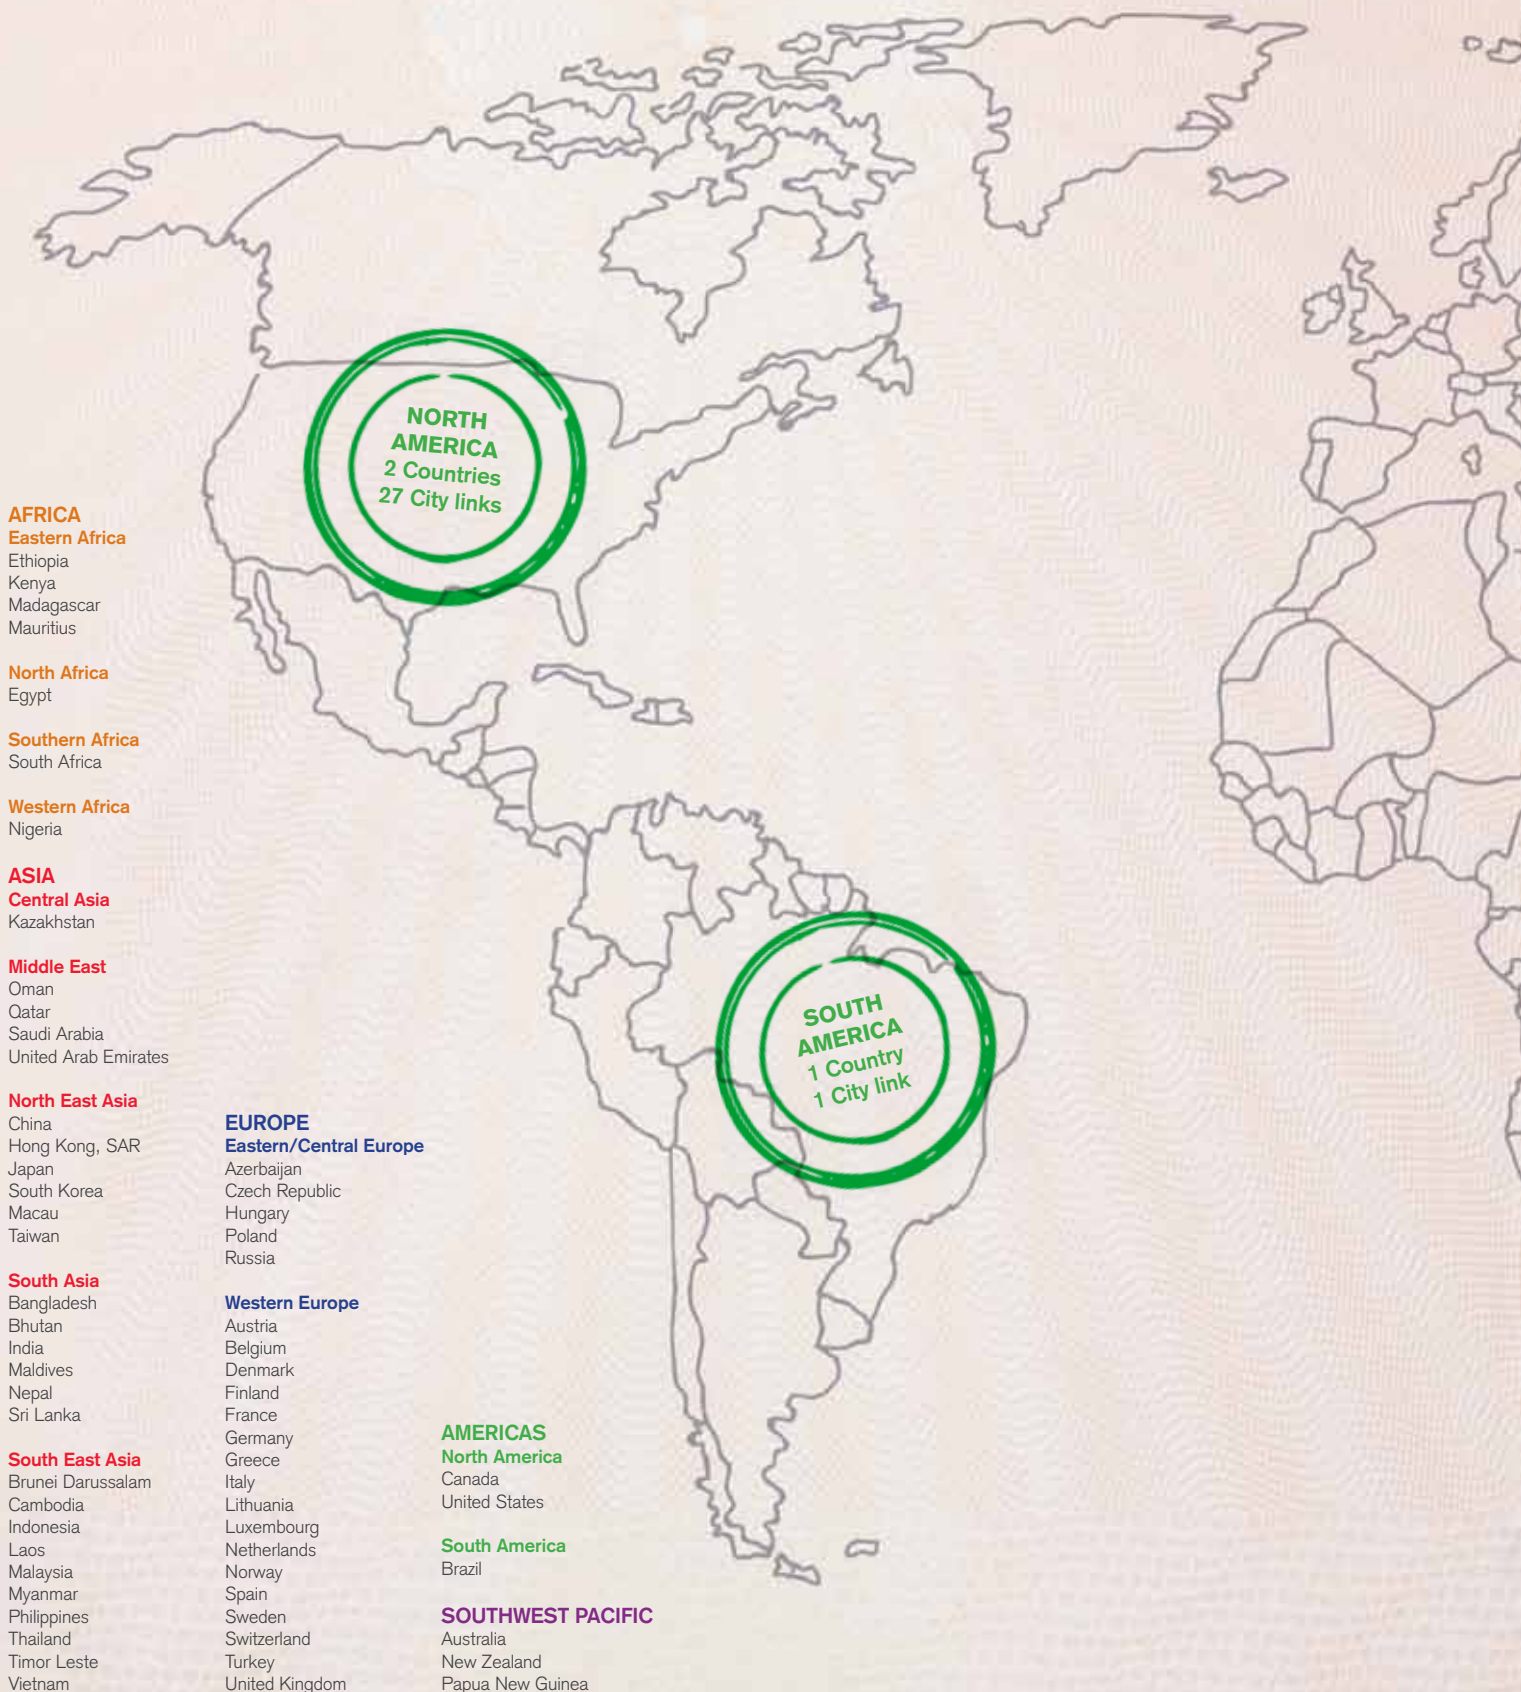 NORTH
AMERICA
2 Countries
27 City links
SOUTH
AMERICA
1 Country
1 City link
AFRICA
Eastern Africa
Ethiopia
Kenya
Madagascar
Mauritius
North Africa
Egypt
Southern Africa
South Africa
Western Africa
Nigeria
ASIA
Central Asia
Kazakhstan
Middle East
Oman
Qatar
Saudi Arabia
United Arab Emirates
North East Asia
China
Hong Kong, SAR
Japan
South Korea
Macau
Taiwan
South Asia
Bangladesh
Bhutan
India
Maldives
Nepal
Sri Lanka
South East Asia
Brunei Darussalam
Cambodia
Indonesia
Laos
Malaysia
Myanmar
Philippines
Thailand
Timor Leste
Vietnam
EUROPE
Eastern/Central Europe
Azerbaijan
Czech Republic
Hungary
Poland
Russia
Western Europe
Austria
Belgium
Denmark
Finland
France
Germany
Greece
Italy
Lithuania
Luxembourg
Netherlands
Norway
Spain
Sweden
Switzerland
Turkey
United Kingdom
AMERICAS
North America
Canada
United States
South America
Brazil
SOUTHWEST PACIFIC
Australia
New Zealand
Papua New Guinea